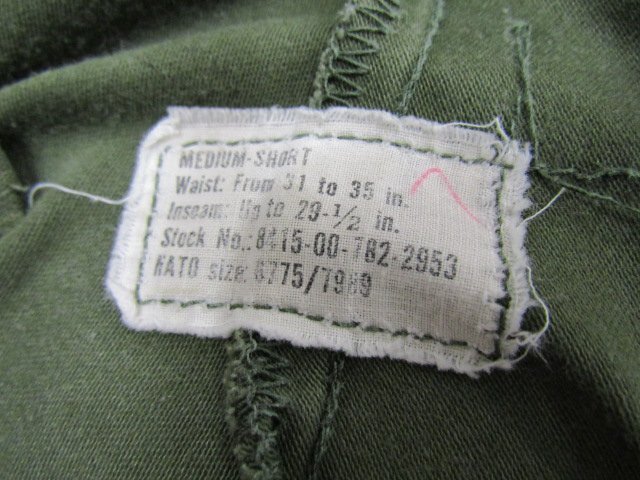 MEDIUM-SHORT
Waist: From 31 to 35 in.
Inseam: Up to 29-1/2 in.
Stock No.: 8415-00-782-2953
NATO size: 6775/7989